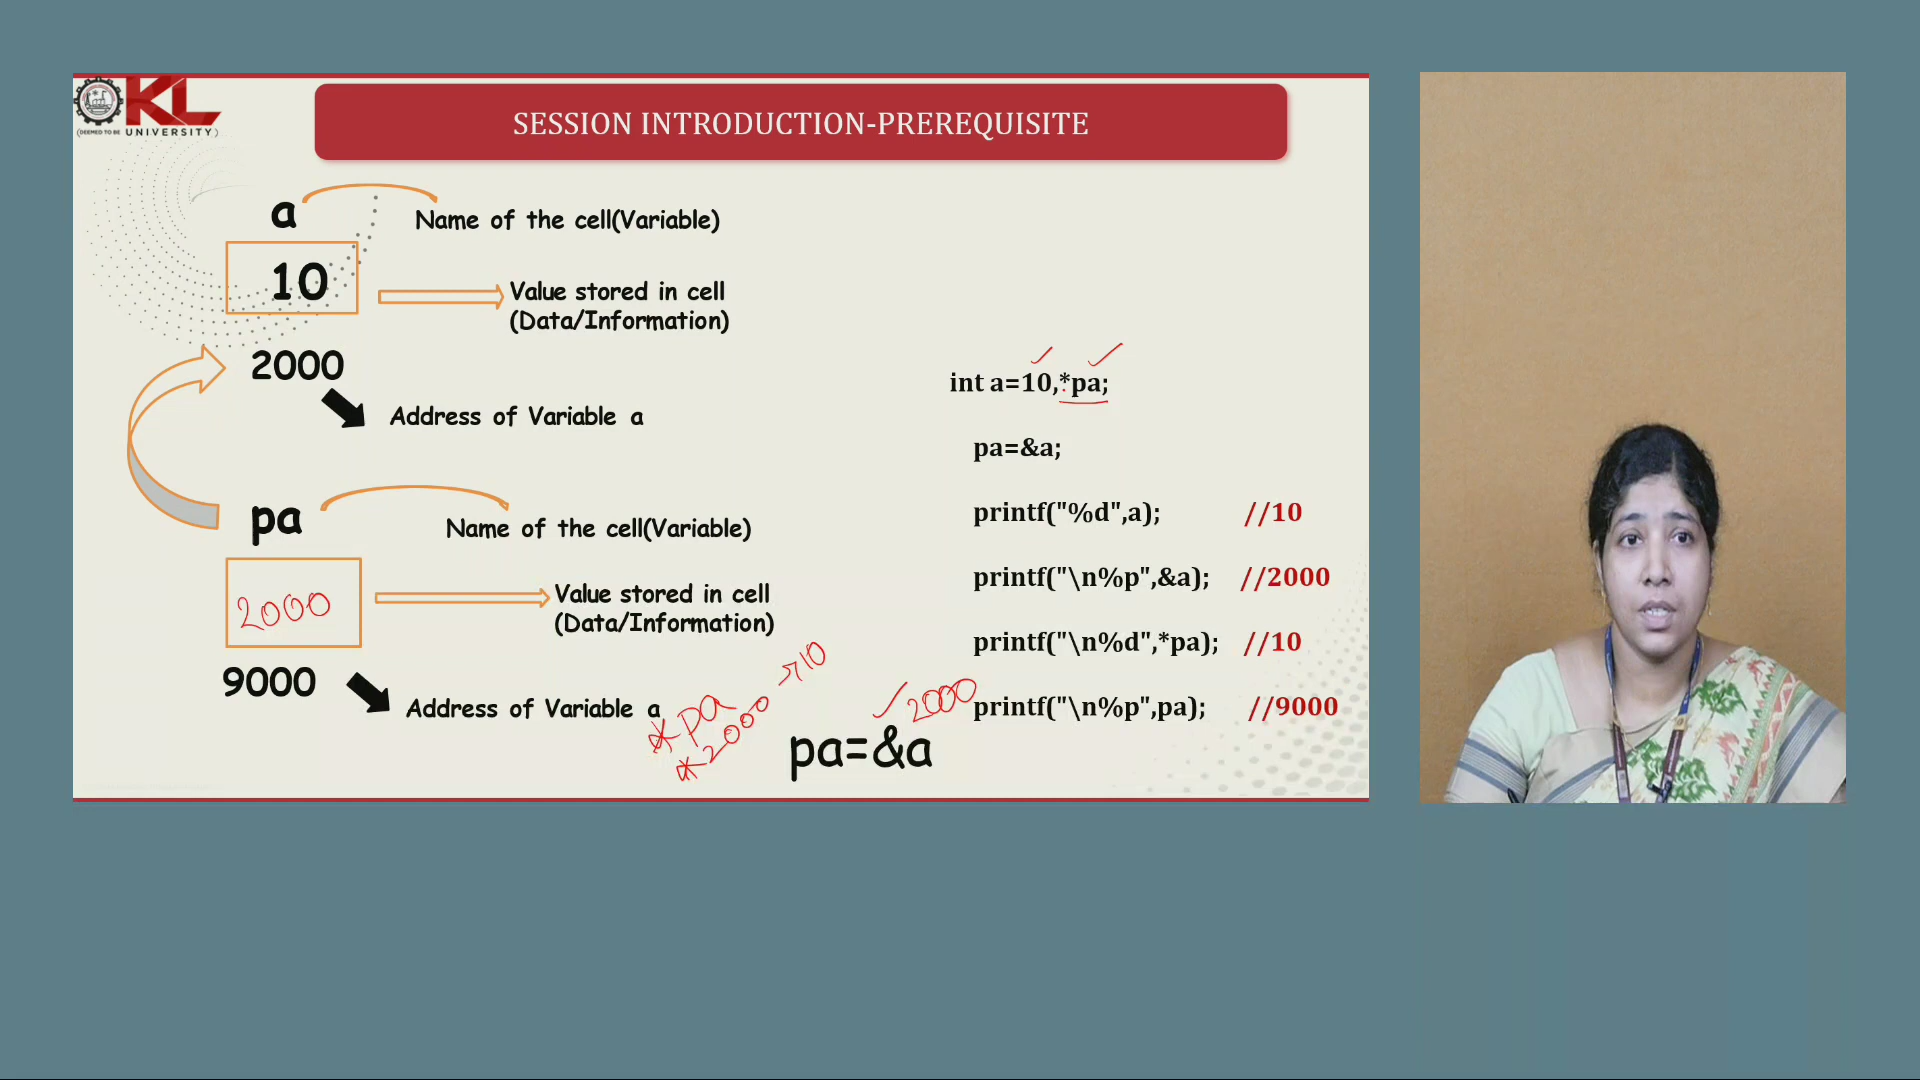 KL
(DEEMED TO BE UNIVERSITY)
SESSION INTRODUCTION-PREREQUISITE
a
Name of the cell(Variable)
10
Value stored in cell
(Data/Information)
2000
Address of Variable a
pa
Name of the cell(Variable)
2000
Value stored in cell
(Data/Information)
9000
Address of Variable a
*pa
*2000 →10
pa=&a
2000
int a=10,*pa;
pa=&a;
printf("%d",a); //10
printf("\n%p",&a); //2000
printf("\n%d",*pa); //10
printf("\n%p",pa); //9000